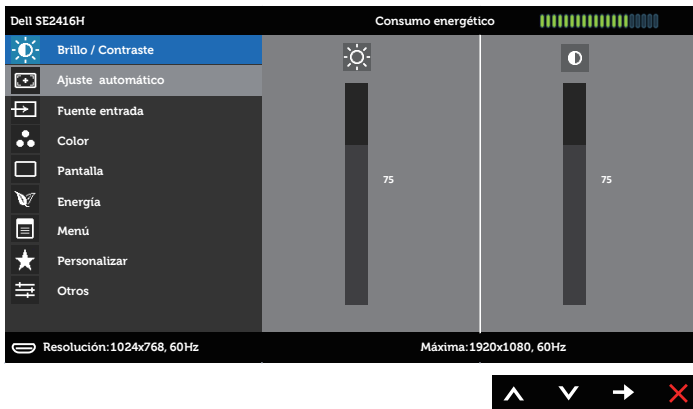 Dell SE2416H Consumo energético
Brillo / Contraste
Ajuste automático
Fuente entrada
Color
Pantalla
Energía
Menú
Personalizar
Otros
75 75
Resolución:1024x768, 60Hz Máxima:1920x1080, 60Hz